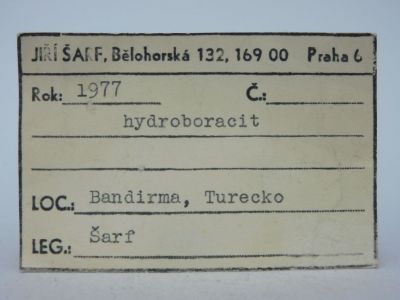 JIŘÍ ŠARF, Bělohorská 132, 169 00 Praha 6
Rok: 1977 Č.:
hydroboracit
LOC.: Bandirma, Turecko
LEG.: Šarf